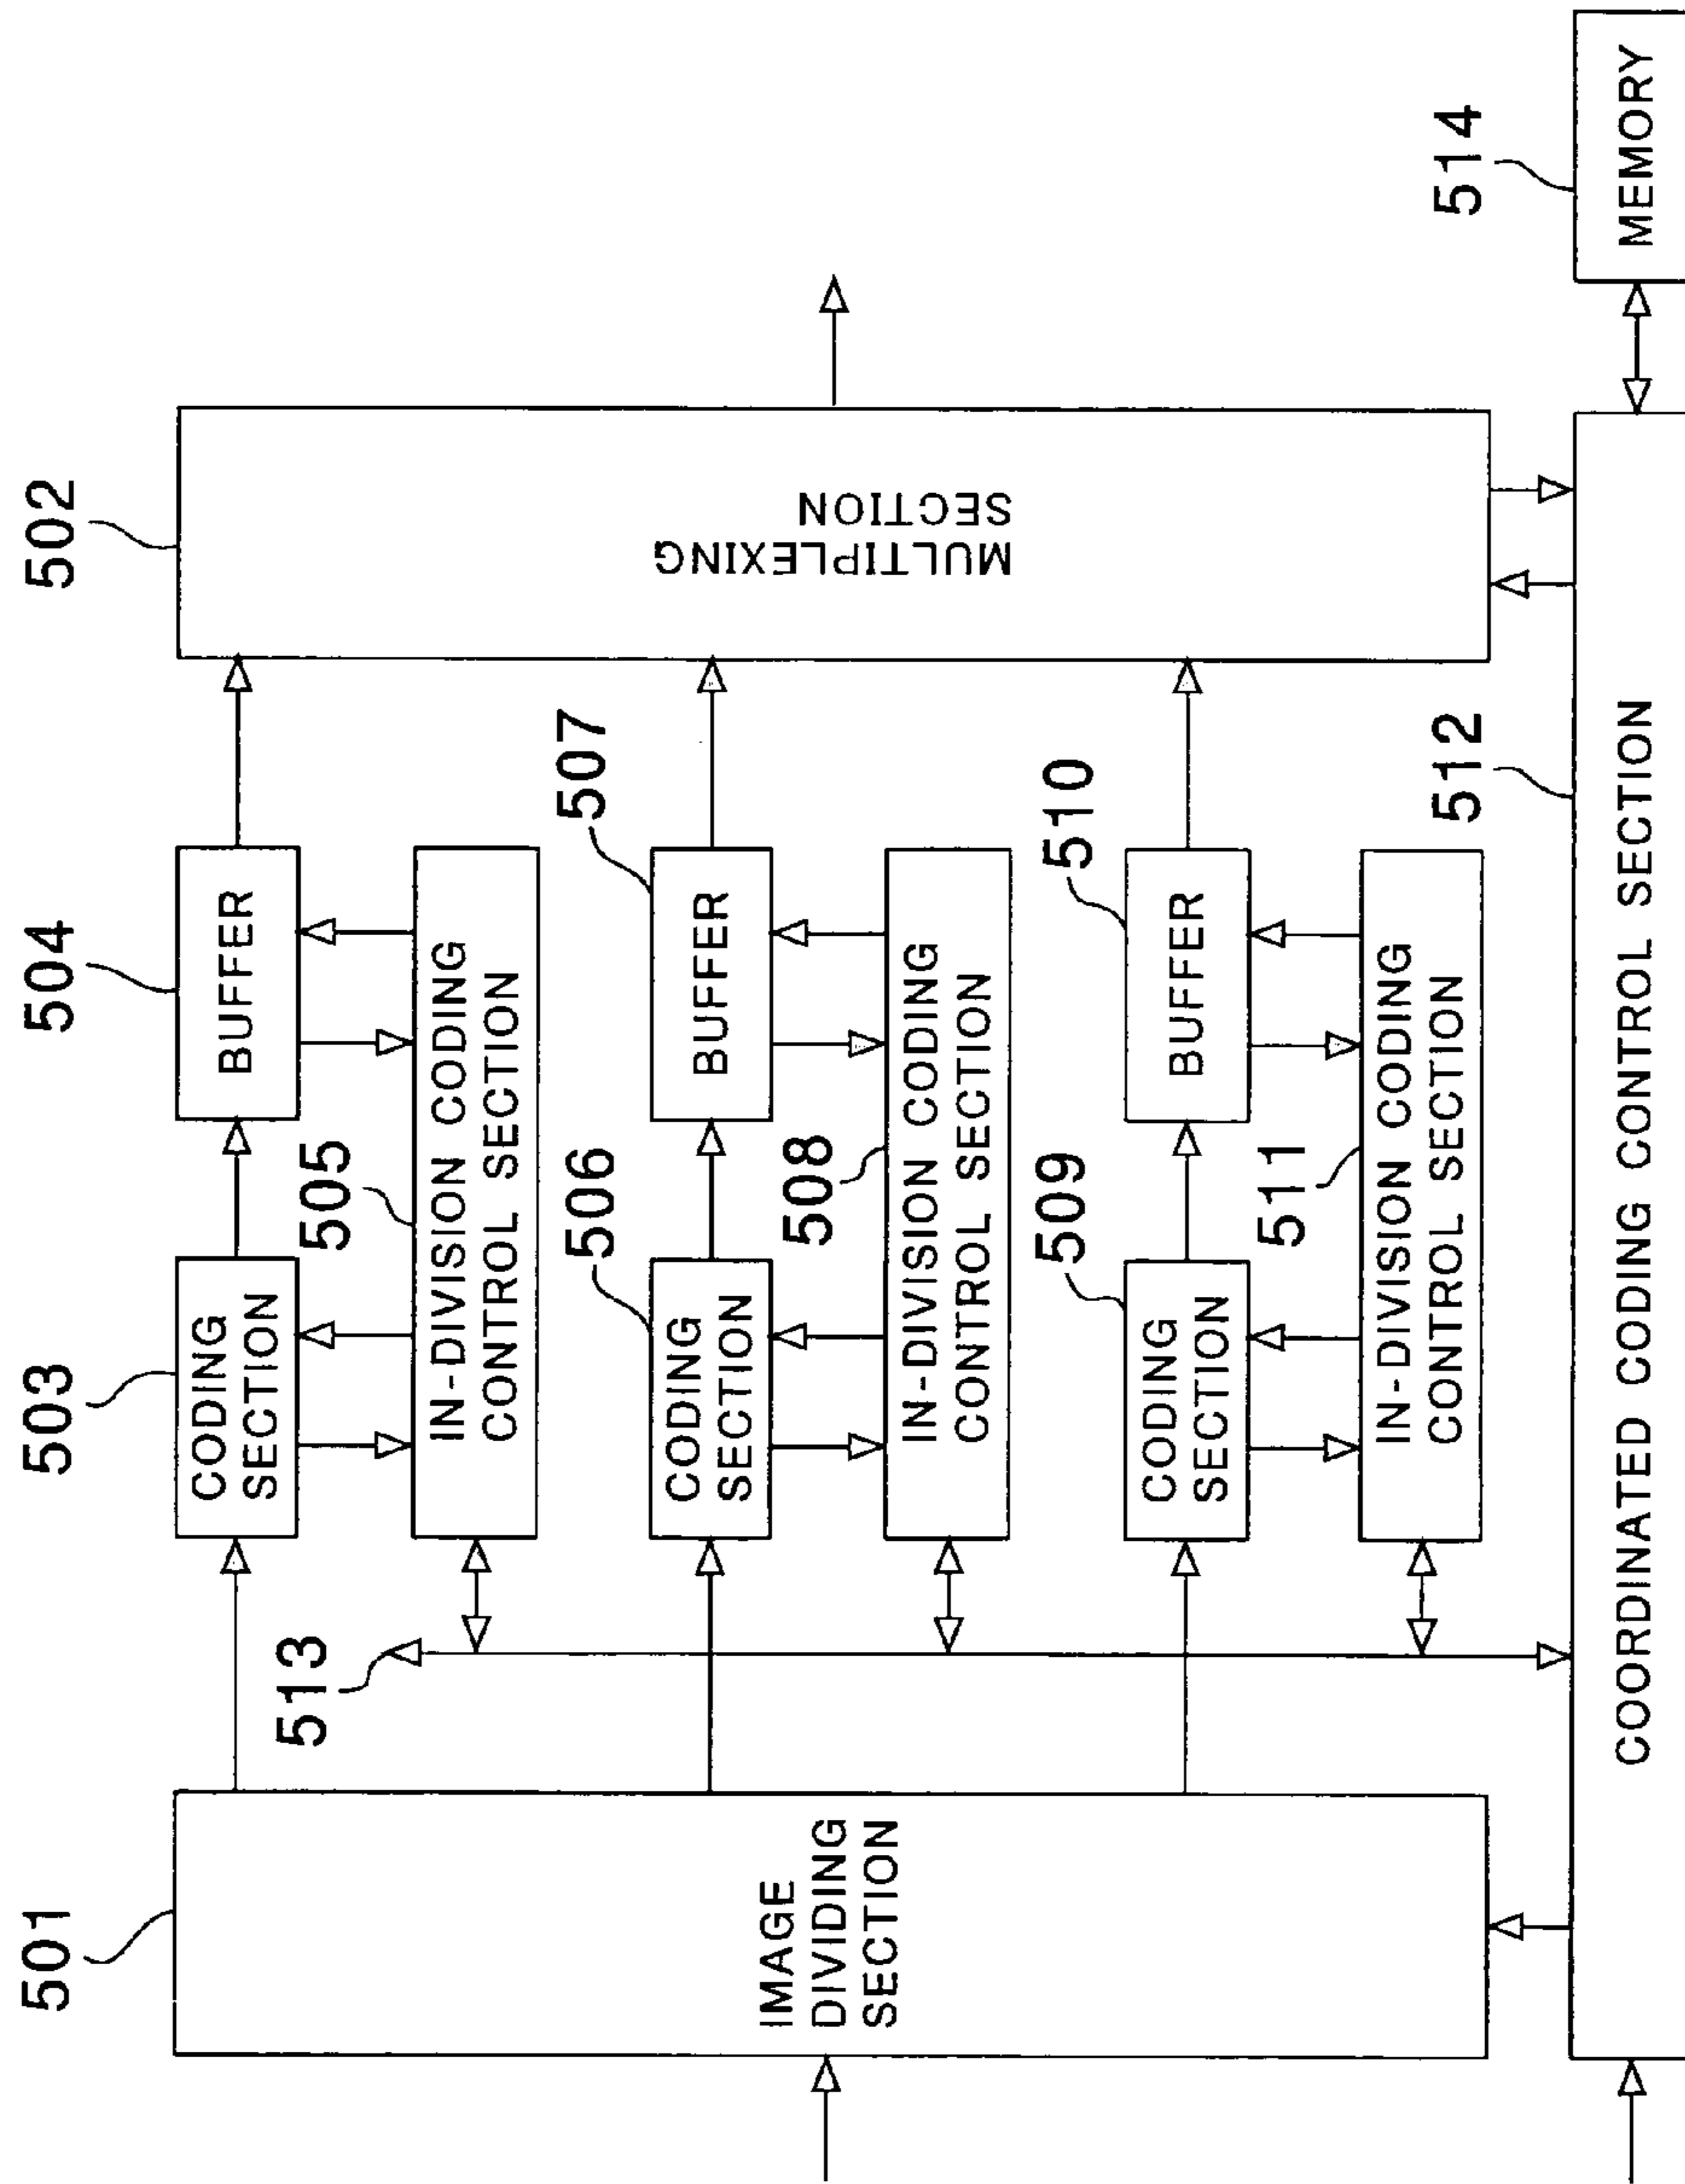 501
502
503
504
IMAGE
DIVIDING
SECTION
CODING
SECTION
BUFFER
MULTIPLEXING
SECTION
505
IN-DIVISION CODING
CONTROL SECTION
513
506
507
CODING
SECTION
BUFFER
508
IN-DIVISION CODING
CONTROL SECTION
509
510
CODING
SECTION
BUFFER
511
IN-DIVISION CODING
CONTROL SECTION
512
514
COORDINATED CODING CONTROL SECTION
MEMORY